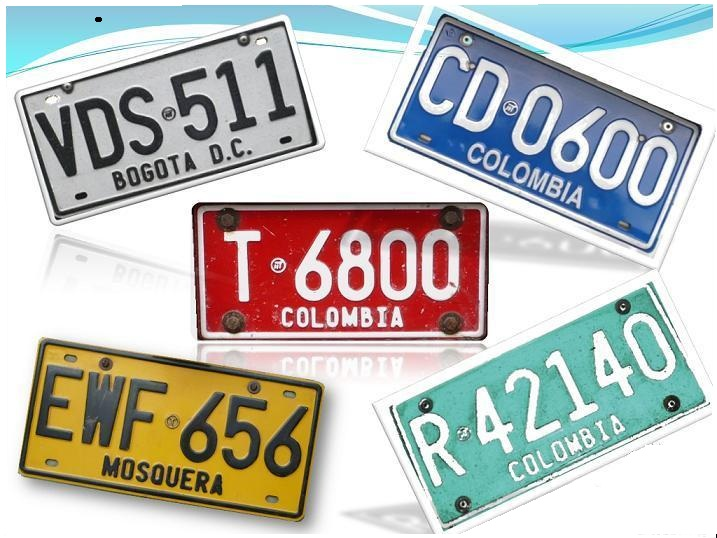 VDS 511
BOGOTA D.C.
CD 0600
COLOMBIA
T 6800
COLOMBIA
EWF 656
MOSQUERA
R 42140
COLOMBIA